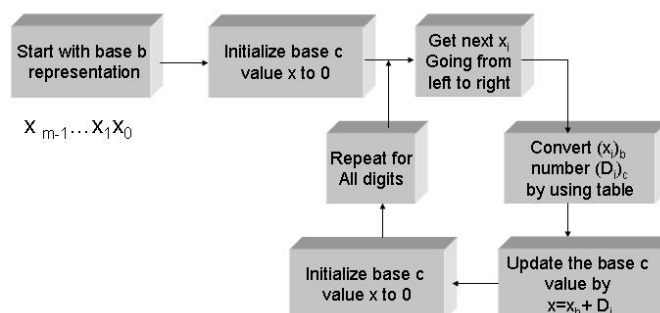 Start with base b
representation
Initialize base c
value x to 0
Get next xᵢ
Going from
left to right
X m-1...X₁X₀
Repeat for
All digits
Convert (xᵢ)b
number (Dᵢ)c
by using table
Initialize base c
value x to 0
Update the base c
value by
x=xb+ Dᵢ